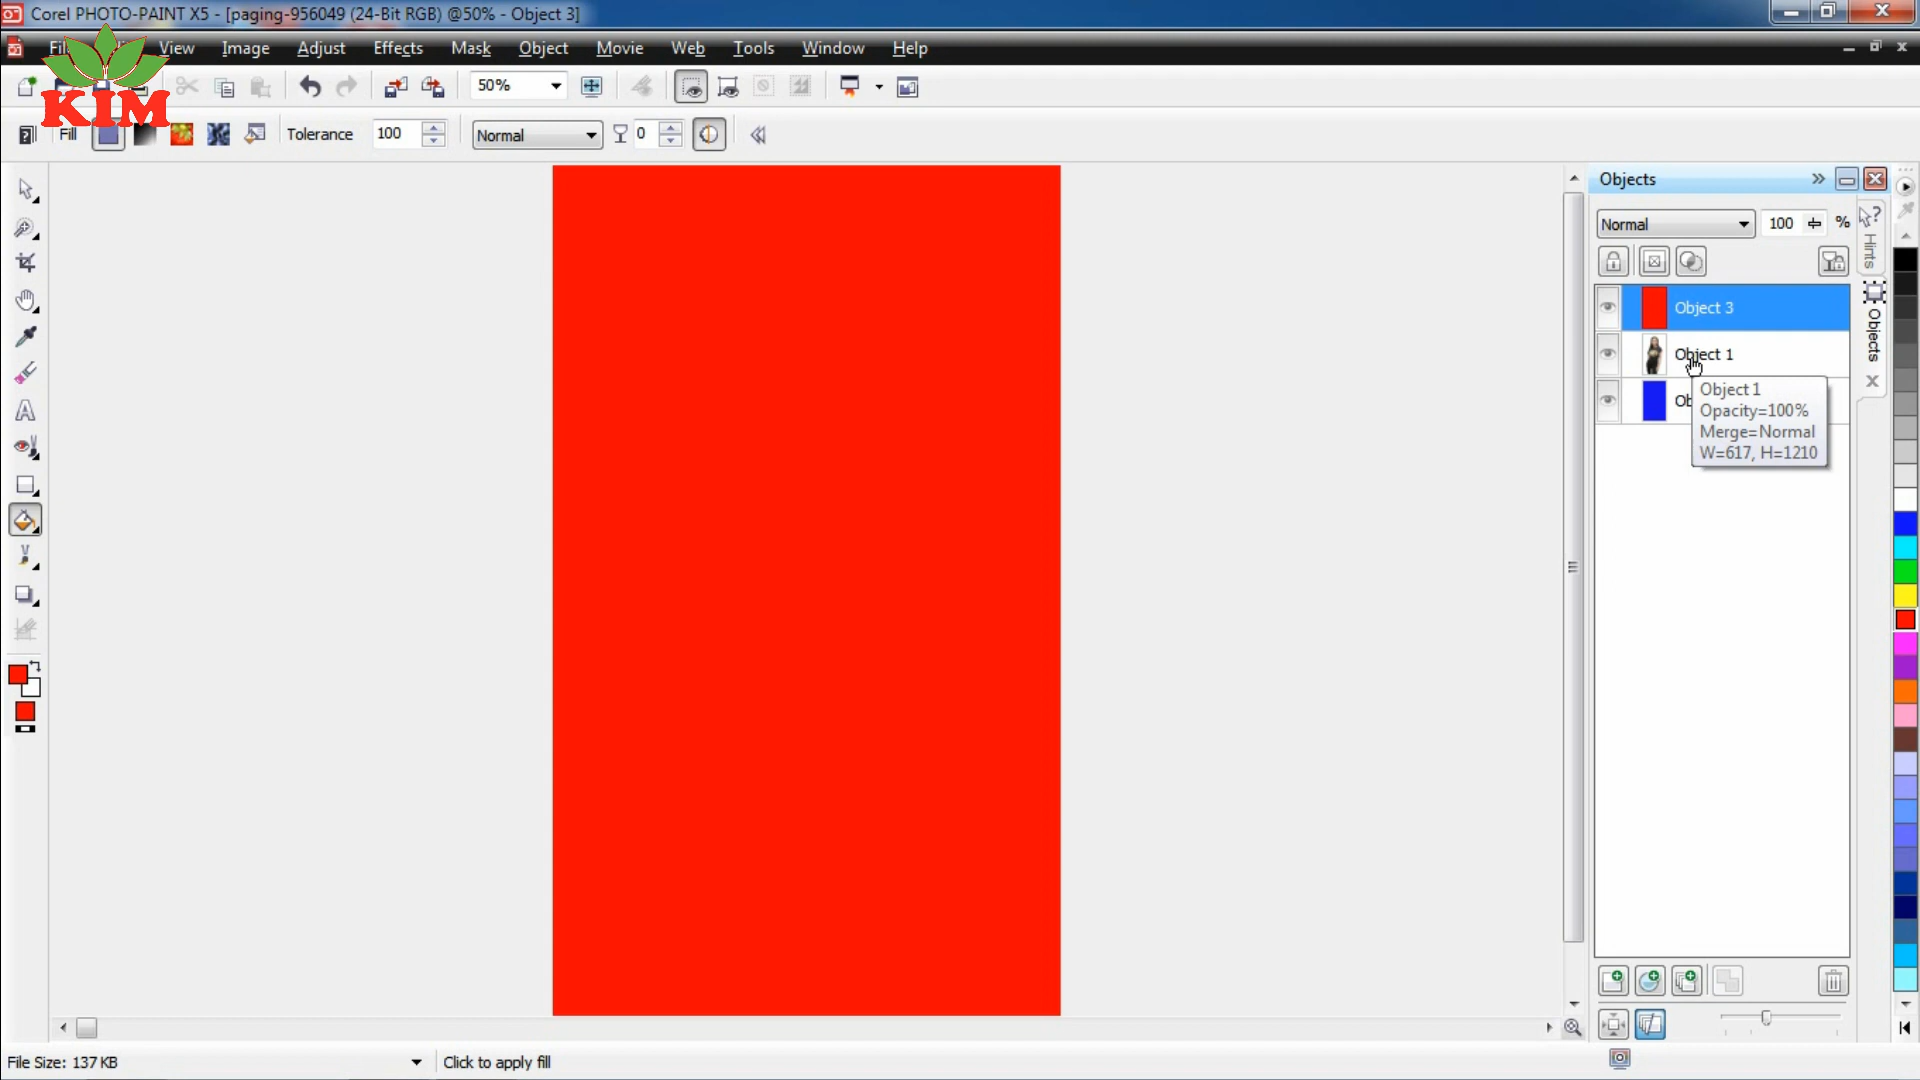 Corel PHOTO-PAINT X5 - [paging-956049 (24-Bit RGB) @50% - Object 3]
View Image Adjust Effects Mask Object Movie Web Tools Window Help
KIM
50%
Fill Tolerance 100 Normal 0
Objects
Normal 100 %
Hints
Object 3
Object 1
Objects
Object 1
Opacity=100%
Merge=Normal
W=617, H=1210
File Size: 137 KB Click to apply fill